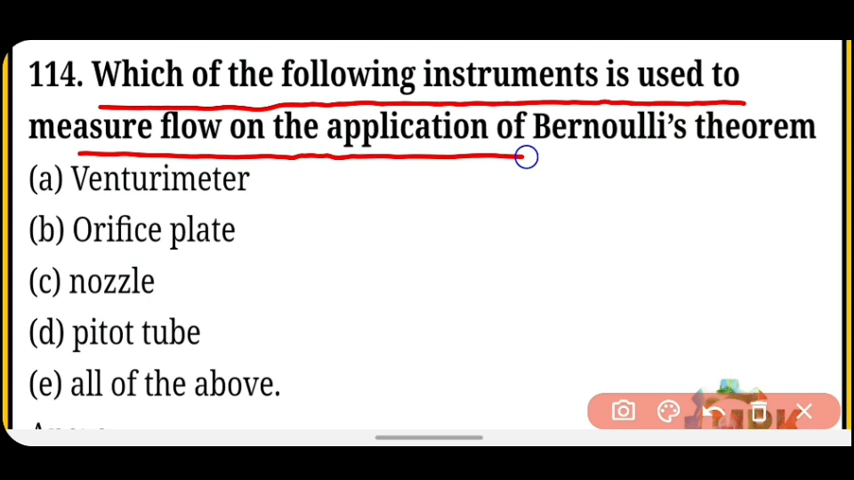 114. Which of the following instruments is used to
measure flow on the application of Bernoulli’s theorem
(a) Venturimeter
(b) Orifice plate
(c) nozzle
(d) pitot tube
(e) all of the above.